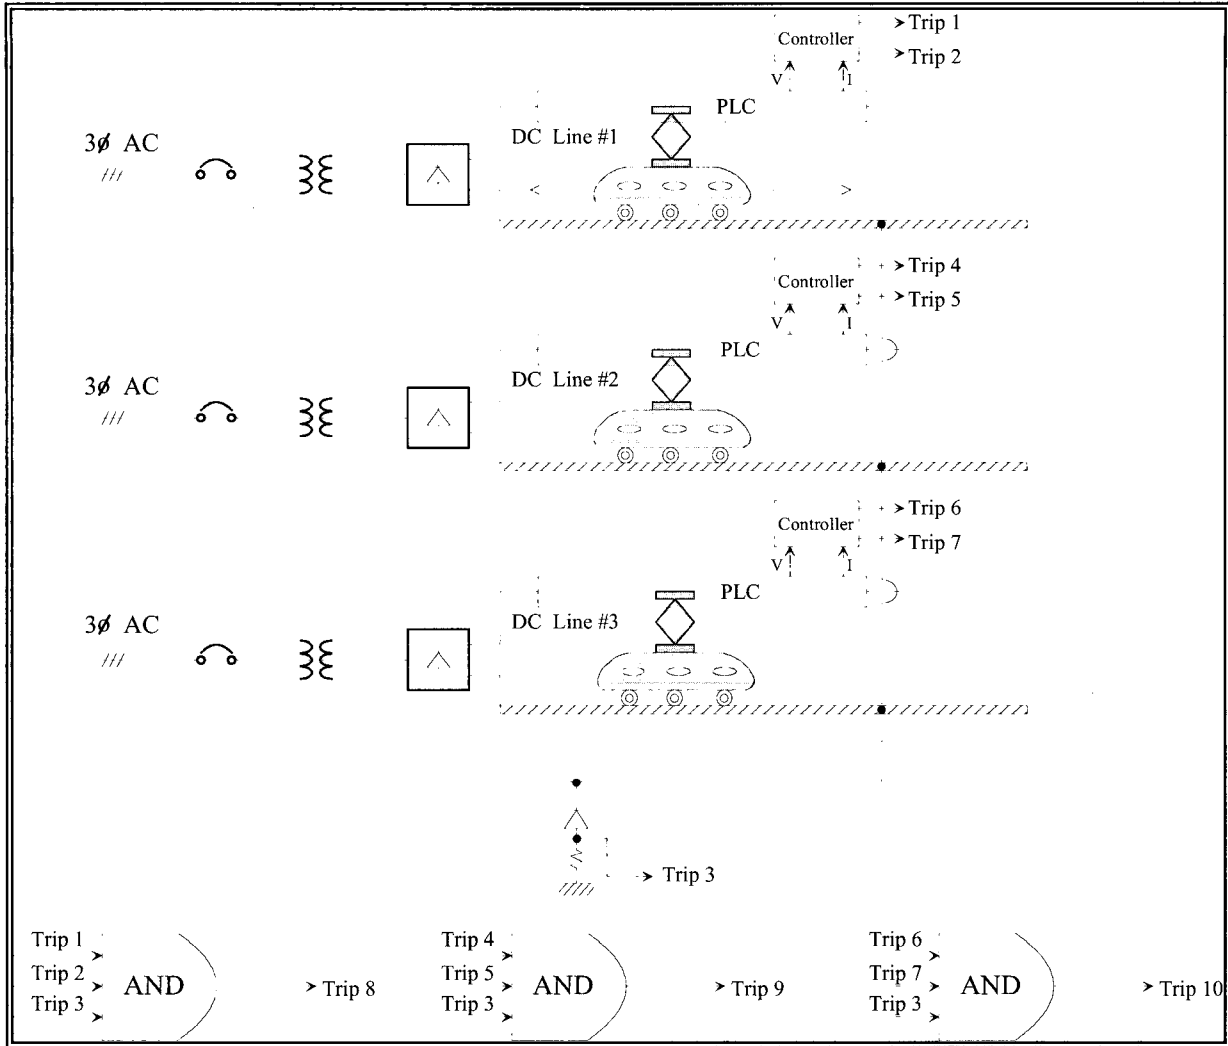 Trip 1
Controller
Trip 2
V
I
PLC
DC Line #1
3ø AC
Trip 4
Controller
Trip 5
V
I
PLC
DC Line #2
3ø AC
Trip 6
Controller
Trip 7
V
I
PLC
DC Line #3
3ø AC
Trip 3
Trip 1
Trip 2
Trip 3
AND
Trip 8
Trip 4
Trip 5
Trip 3
AND
Trip 9
Trip 6
Trip 7
Trip 3
AND
Trip 10